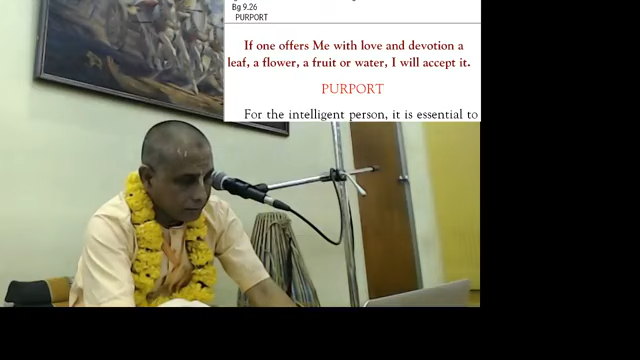 Bg 9.26
PURPORT
If one offers Me with love and devotion a
leaf, a flower, a fruit or water, I will accept it.
PURPORT
For the intelligent person, it is essential to